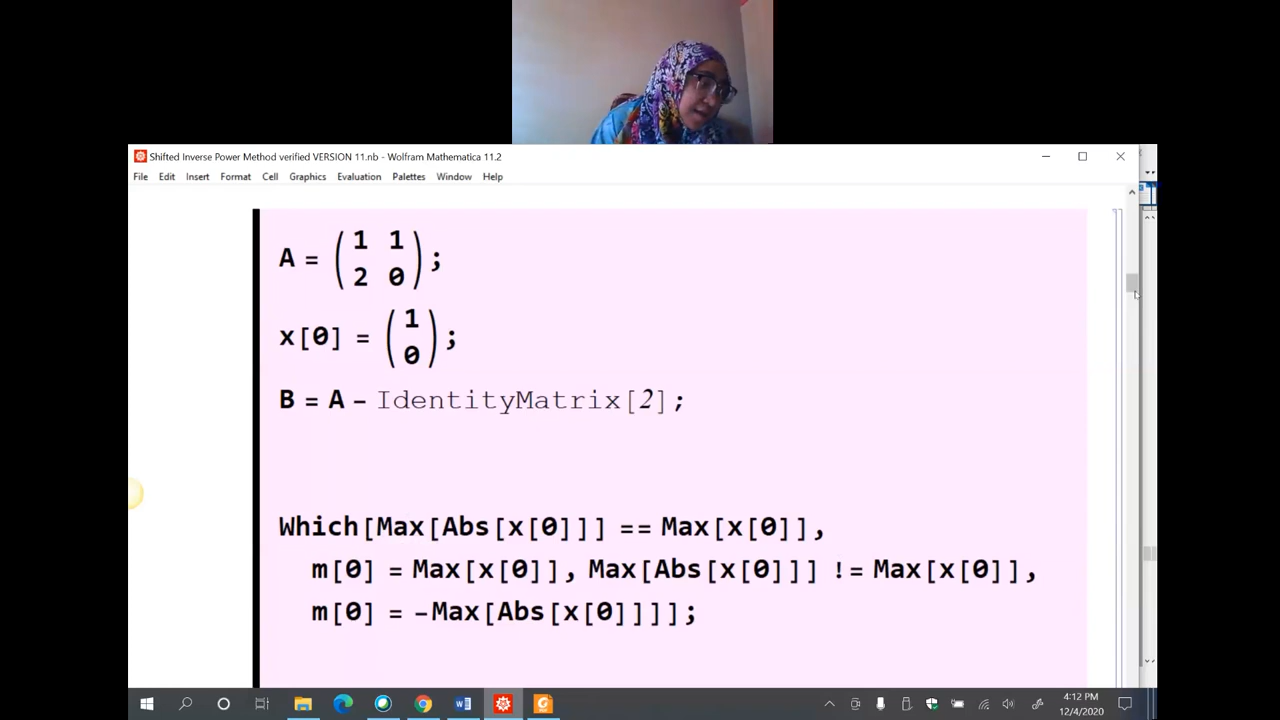 Shifted Inverse Power Method verified VERSION 11.nb - Wolfram Mathematica 11.2
File Edit Insert Format Cell Graphics Evaluation Palettes Window Help
A = ( 1 1
2 0 ) ;
x[0] = ( 1
0 ) ;
B = A - IdentityMatrix[2];
Which[Max[Abs[x[0]]] == Max[x[0]],
m[0] = Max[x[0]], Max[Abs[x[0]]] != Max[x[0]],
m[0] = -Max[Abs[x[0]]]];
4:12 PM
12/4/2020